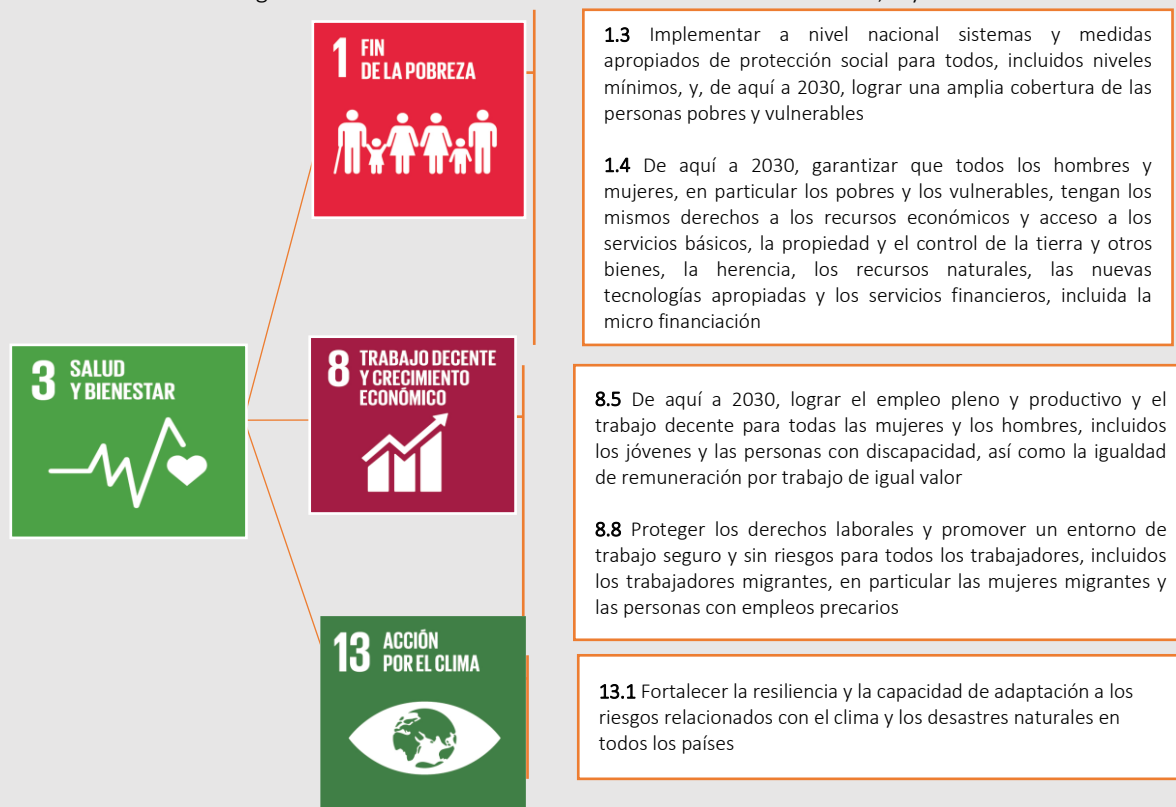 1 FIN
DE LA POBREZA
1.3 Implementar a nivel nacional sistemas y medidas
apropiados de protección social para todos, incluidos niveles
mínimos, y, de aquí a 2030, lograr una amplia cobertura de las
personas pobres y vulnerables
1.4 De aquí a 2030, garantizar que todos los hombres y
mujeres, en particular los pobres y los vulnerables, tengan los
mismos derechos a los recursos económicos y acceso a los
servicios básicos, la propiedad y el control de la tierra y otros
bienes, la herencia, los recursos naturales, las nuevas
tecnologías apropiadas y los servicios financieros, incluida la
micro financiación
3 SALUD
Y BIENESTAR
8 TRABAJO DECENTE
Y CRECIMIENTO
ECONÓMICO
8.5 De aquí a 2030, lograr el empleo pleno y productivo y el
trabajo decente para todas las mujeres y los hombres, incluidos
los jóvenes y las personas con discapacidad, así como la igualdad
de remuneración por trabajo de igual valor
8.8 Proteger los derechos laborales y promover un entorno de
trabajo seguro y sin riesgos para todos los trabajadores, incluidos
los trabajadores migrantes, en particular las mujeres migrantes y
las personas con empleos precarios
13 ACCIÓN
POR EL CLIMA
13.1 Fortalecer la resiliencia y la capacidad de adaptación a los
riesgos relacionados con el clima y los desastres naturales en
todos los países